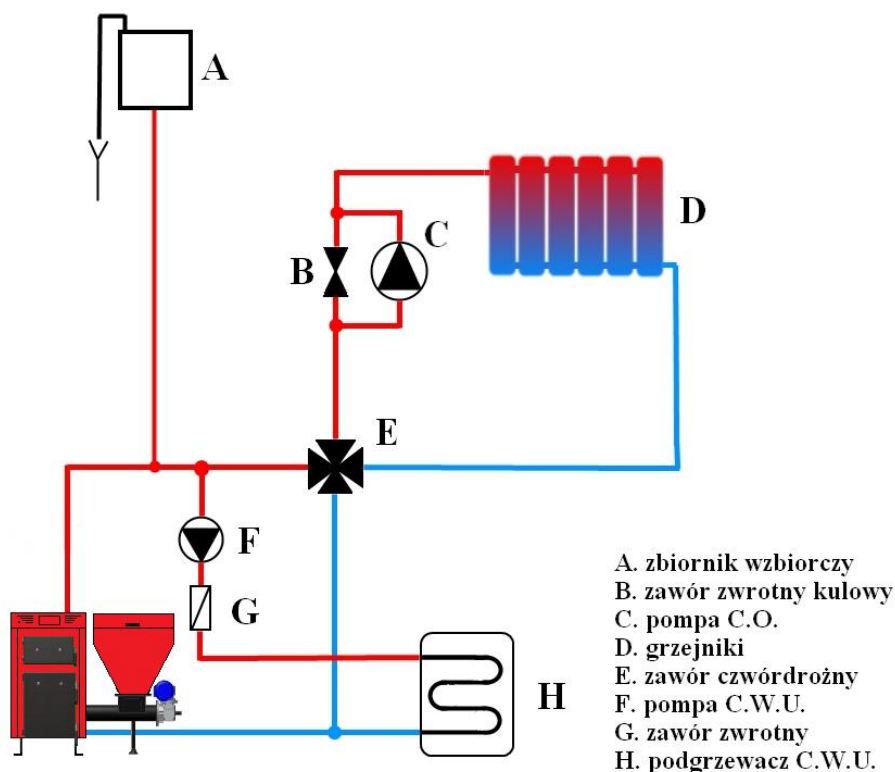 A
B
C
D
E
F
G
H
A. zbiornik wzbiorczy
B. zawór zwrotny kulowy
C. pompa C.O.
D. grzejniki
E. zawór czwórdrożny
F. pompa C.W.U.
G. zawór zwrotny
H. podgrzewacz C.W.U.